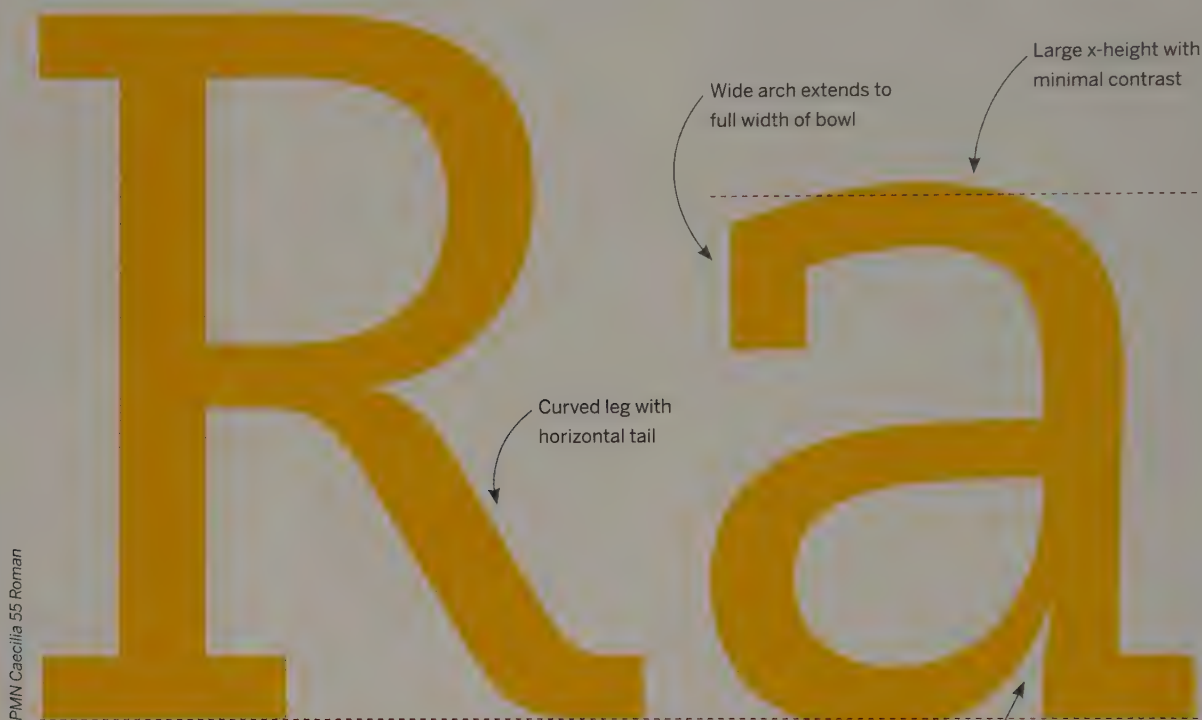 Large x-height with
minimal contrast
Wide arch extends to
full width of bowl
Ra
Curved leg with
horizontal tail
PMN Caecilia 55 Roman